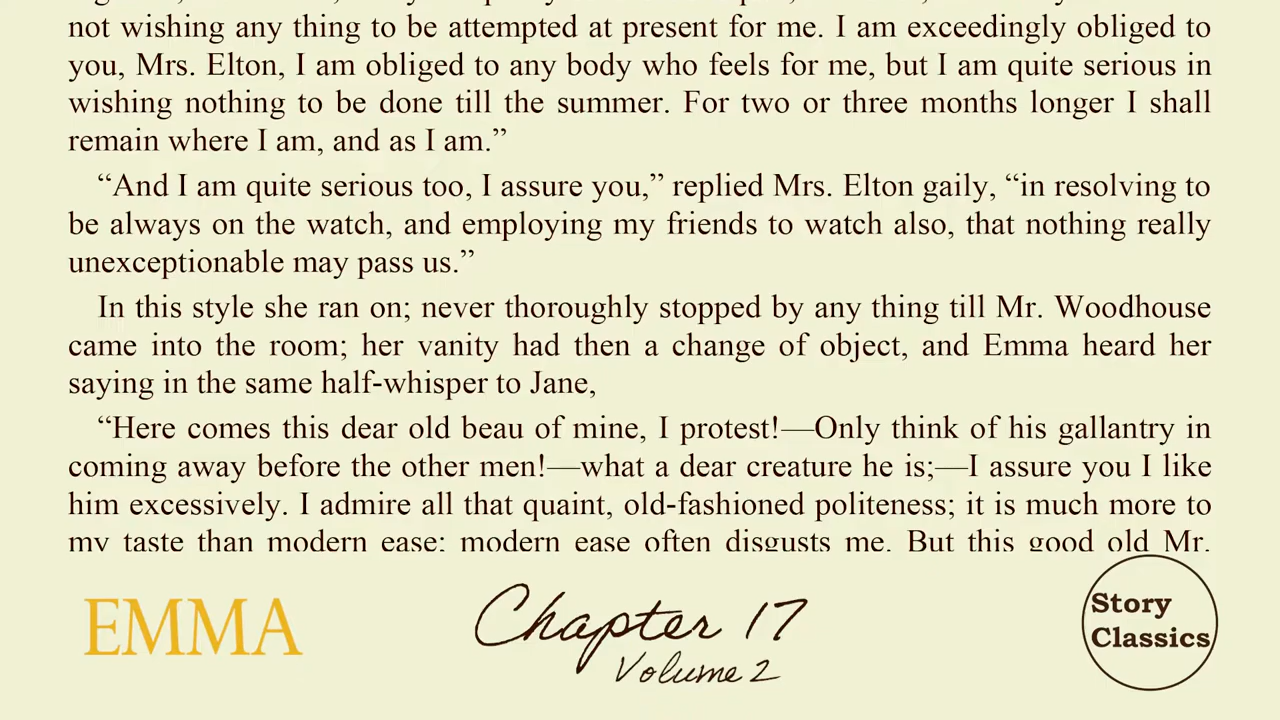 not wishing any thing to be attempted at present for me. I am exceedingly obliged to
you, Mrs. Elton, I am obliged to any body who feels for me, but I am quite serious in
wishing nothing to be done till the summer. For two or three months longer I shall
remain where I am, and as I am.”
“And I am quite serious too, I assure you,” replied Mrs. Elton gaily, “in resolving to
be always on the watch, and employing my friends to watch also, that nothing really
unexceptionable may pass us.”
In this style she ran on; never thoroughly stopped by any thing till Mr. Woodhouse
came into the room; her vanity had then a change of object, and Emma heard her
saying in the same half-whisper to Jane,
“Here comes this dear old beau of mine, I protest!—Only think of his gallantry in
coming away before the other men!—what a dear creature he is;—I assure you I like
him excessively. I admire all that quaint, old-fashioned politeness; it is much more to
my taste than modern ease; modern ease often disgusts me. But this good old Mr.
EMMA
Chapter 17
Volume 2
Story
Classics